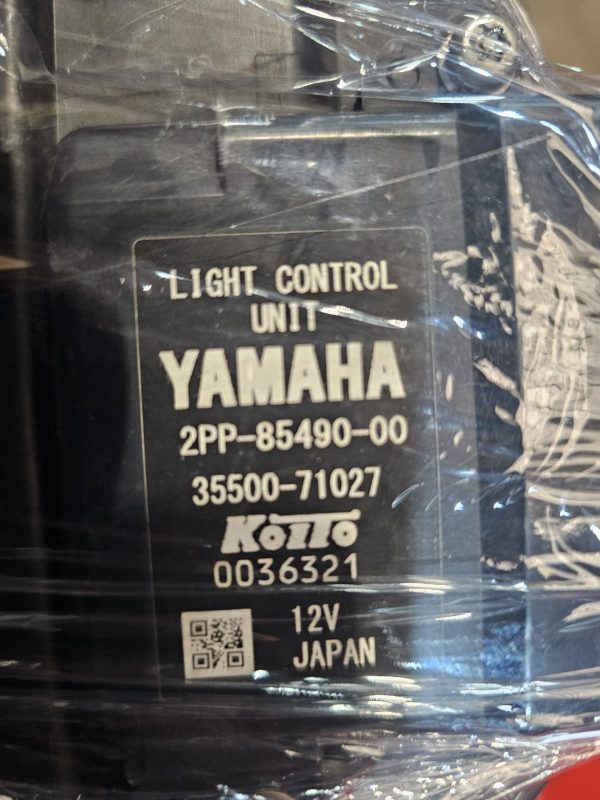 LIGHT CONTROL
UNIT
YAMAHA
2PP-85490-00
35500-71027
KOITO
0036321
12V
JAPAN